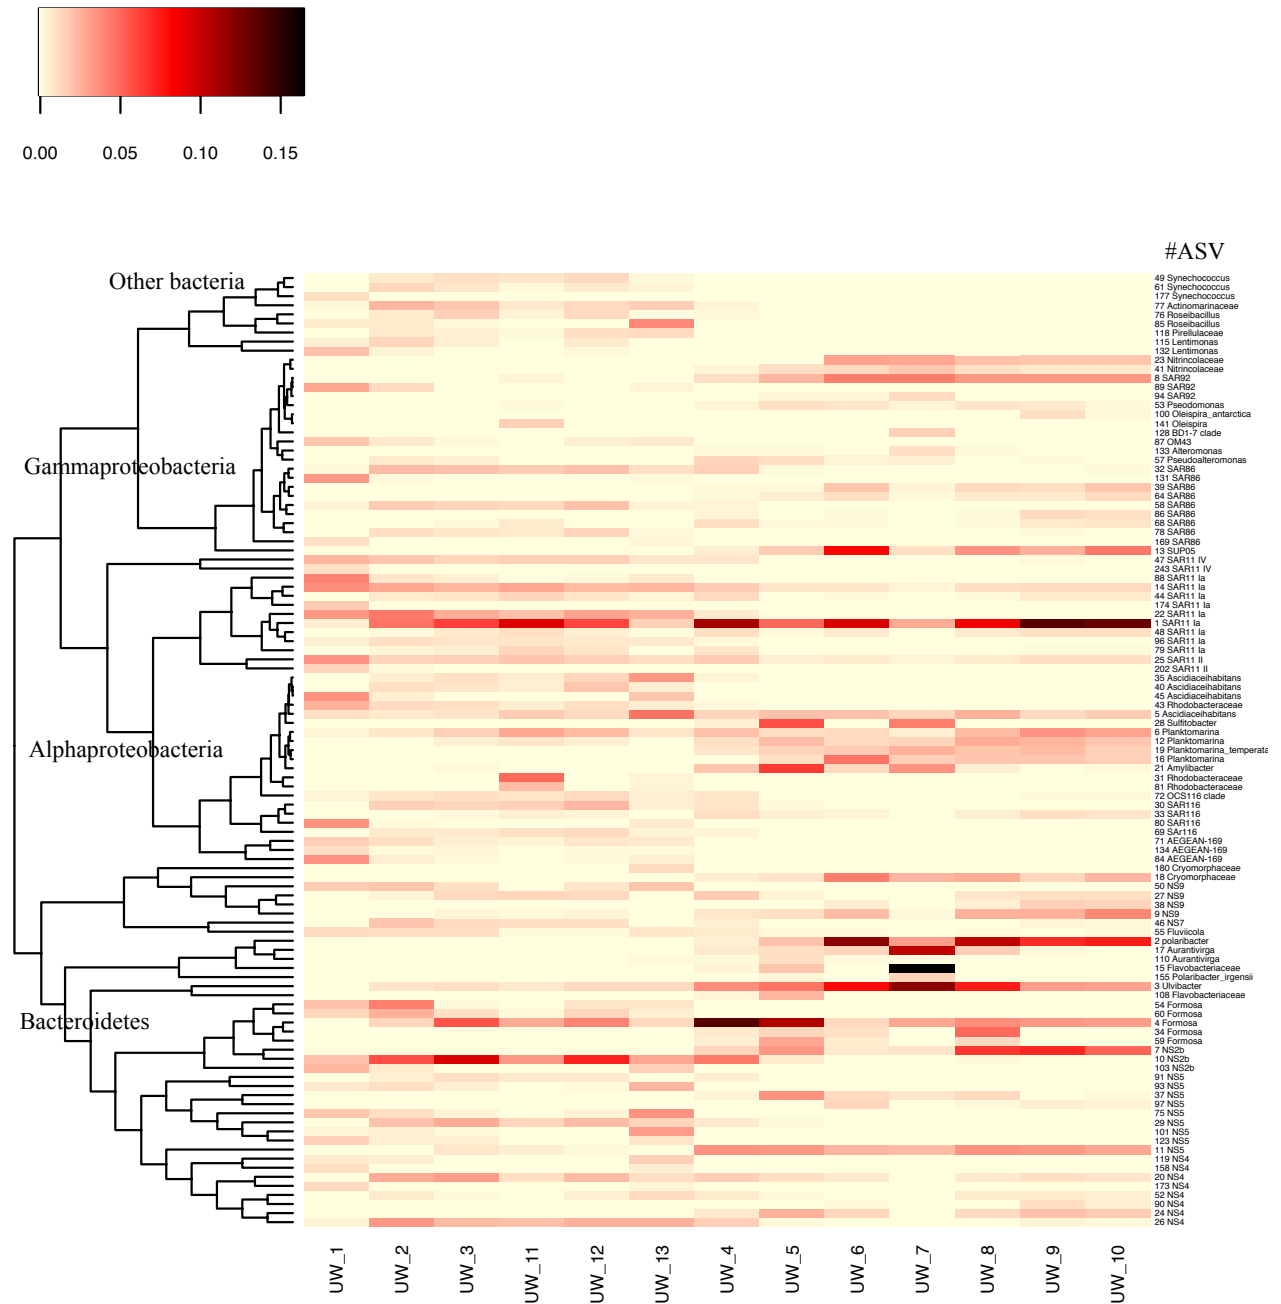 0.00 0.05 0.10 0.15
#ASV
Other bacteria
Gammaproteobacteria
Alphaproteobacteria
Bacteroidetes
49 Synechococcus
61 Synechococcus
177 Synechococcus
77 Actinomarinaceae
76 Roseibacillus
85 Roseibacillus
118 Pirellulaceae
115 Lentimonas
132 Lentimonas
23 Nitrincolaceae
41 Nitrincolaceae
8 SAR92
89 SAR92
94 SAR92
53 Pseodomonas
100 Oleispira_antarctica
141 Oleispira
128 BD1-7 clade
87 OM43
133 Alteromonas
57 Pseudoalteromonas
32 SAR86
131 SAR86
39 SAR86
64 SAR86
58 SAR86
86 SAR86
68 SAR86
78 SAR86
169 SAR86
13 SUP05
47 SAR11 IV
243 SAR11 IV
88 SAR11 Ia
14 SAR11 Ia
44 SAR11 Ia
174 SAR11 Ia
22 SAR11 Ia
1 SAR11 Ia
48 SAR11 Ia
96 SAR11 Ia
79 SAR11 Ia
25 SAR11 II
202 SAR11 II
35 Ascidiaceihabitans
40 Ascidiaceihabitans
45 Ascidiaceihabitans
43 Rhodobacteraceae
5 Ascidiaceihabitans
28 Sulfitobacter
6 Planktomarina
12 Planktomarina
19 Planktomarina_temperata
16 Planktomarina
21 Amylibacter
31 Rhodobacteraceae
81 Rhodobacteraceae
72 OCS116 clade
30 SAR116
33 SAR116
80 SAR116
69 SAr116
71 AEGEAN-169
134 AEGEAN-169
84 AEGEAN-169
180 Cryomorphaceae
18 Cryomorphaceae
50 NS9
27 NS9
38 NS9
9 NS9
46 NS7
55 Fluviicola
2 polaribacter
17 Aurantivirga
110 Aurantivirga
15 Flavobacteriaceae
155 Polaribacter_irgensii
3 Ulvibacter
108 Flavobacteriaceae
54 Formosa
60 Formosa
4 Formosa
34 Formosa
59 Formosa
7 NS2b
10 NS2b
103 NS2b
91 NS5
93 NS5
37 NS5
97 NS5
75 NS5
29 NS5
101 NS5
123 NS5
11 NS5
119 NS4
158 NS4
20 NS4
173 NS4
52 NS4
90 NS4
24 NS4
26 NS4
UW_1 UW_2 UW_3 UW_11 UW_12 UW_13 UW_4 UW_5 UW_6 UW_7 UW_8 UW_9 UW_10